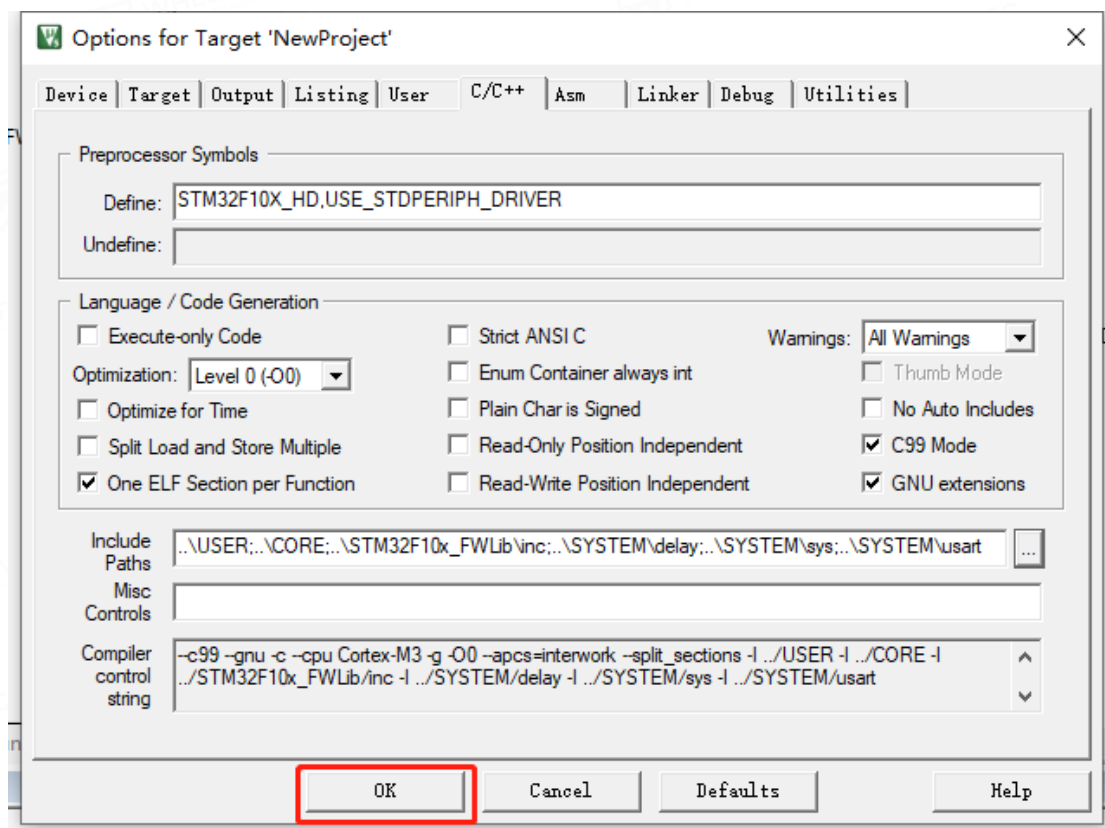 Options for Target 'NewProject'
Device Target Output Listing User C/C++ Asm Linker Debug Utilities
Preprocessor Symbols
Define: STM32F10X_HD,USE_STDPERIPH_DRIVER
Undefine:
Language / Code Generation
Execute-only Code Strict ANSI C Warnings: All Warnings
Optimization: Level 0 (-O0) Enum Container always int Thumb Mode
Optimize for Time Plain Char is Signed No Auto Includes
Split Load and Store Multiple Read-Only Position Independent C99 Mode
One ELF Section per Function Read-Write Position Independent GNU extensions
Include Paths ..\USER;..\CORE;..\STM32F10x_FWLib\inc;..\SYSTEM\delay;..\SYSTEM\sys;..\SYSTEM\usart ...
Misc Controls
Compiler control string --c99 --gnu -c --cpu Cortex-M3 -g -O0 --apcs=interwork --split_sections -I ../USER -I ../CORE -I
../STM32F10x_FWLib/inc -I ../SYSTEM/delay -I ../SYSTEM/sys -I ../SYSTEM/usart
OK Cancel Defaults Help